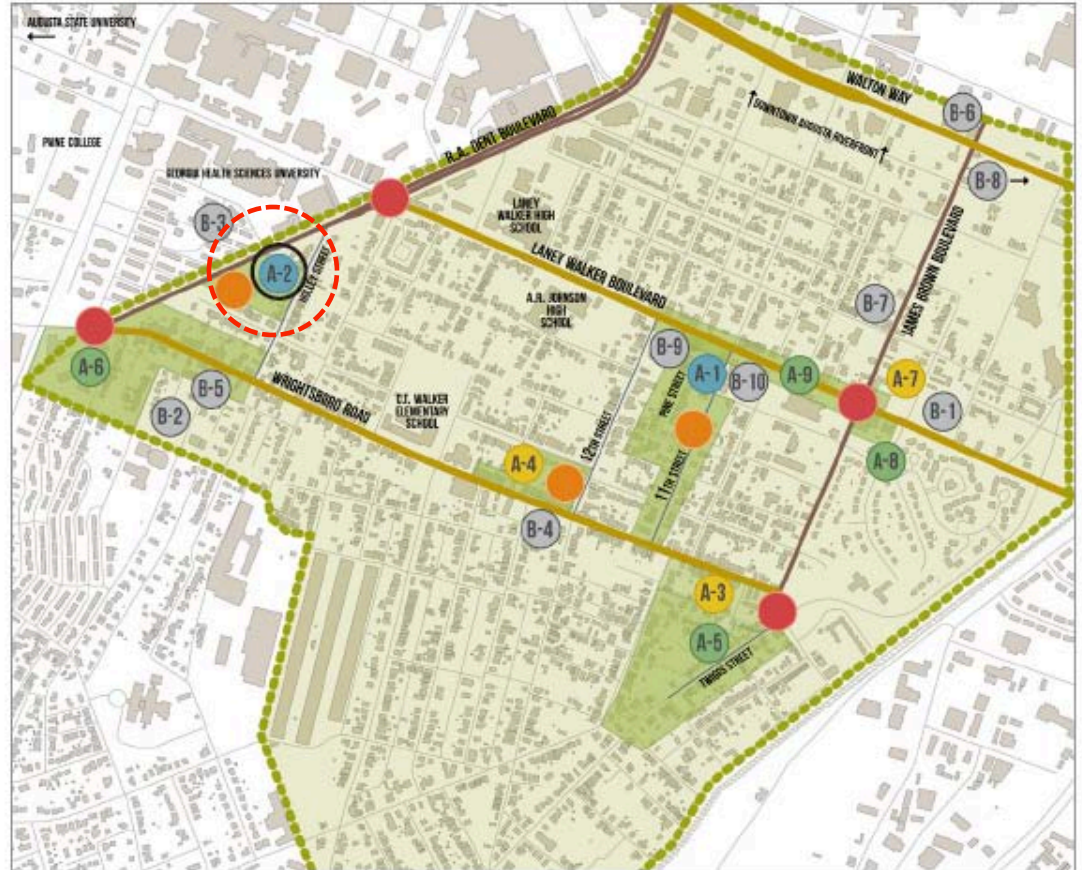 AUGUSTA STATE UNIVERSITY
WALTON WAY
B-6
↑DOWNTOWN AUGUSTA RIVERFRONT↑
PAINE COLLEGE
R.A. DENT BOULEVARD
GEORGIA HEALTH SCIENCES UNIVERSITY
B-8
B-3
LANEY
WALKER HIGH
SCHOOL
A-2
HOLLEY STREET
LANEY WALKER BOULEVARD
JAMES BROWN BOULEVARD
B-7
A.R. JOHNSON
HIGH
SCHOOL
A-6
B-5
B-2
WRIGHTSBORO ROAD
C.T. WALKER
ELEMENTARY
SCHOOL
B-9
A-1
B-10
A-9
A-7
B-1
PINE STREET
12TH STREET
11TH STREET
A-8
A-4
B-4
A-3
A-5
TWIGGS STREET